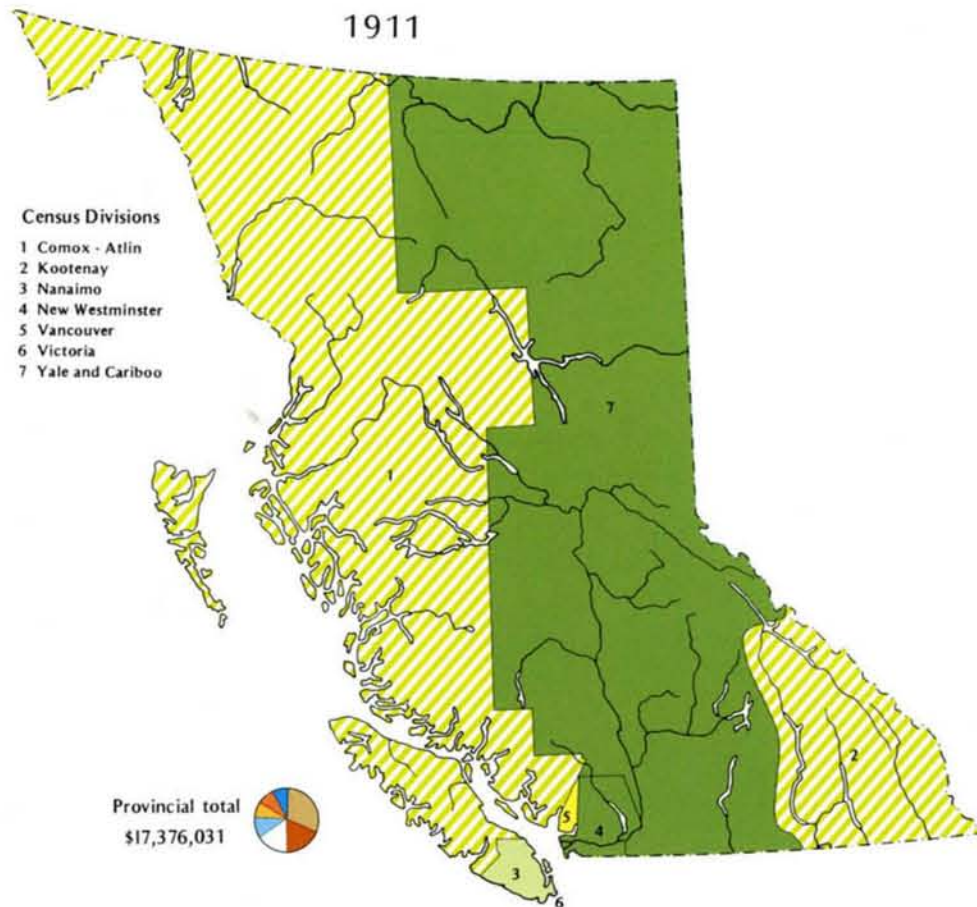 1911
Census Divisions
1 Comox - Atlin
2 Kootenay
3 Nanaimo
4 New Westminster
5 Vancouver
6 Victoria
7 Yale and Cariboo
7
1
2
Provincial total
$17,376,031
5
4
3
6